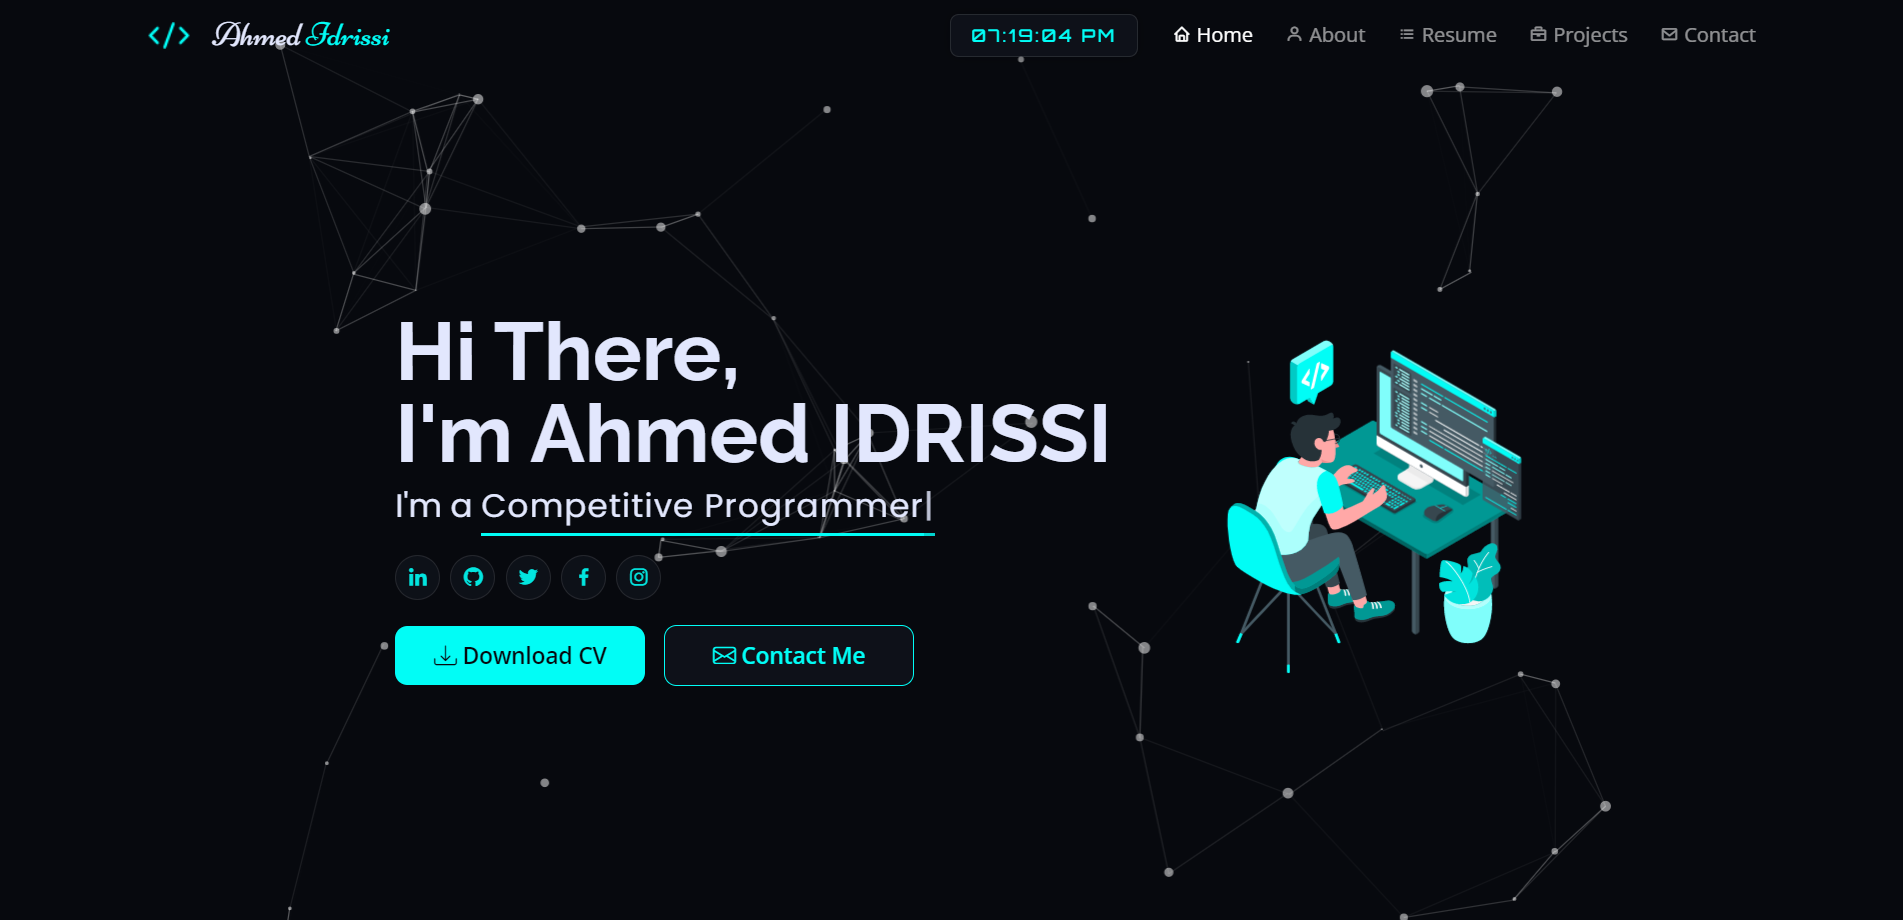 </> Ahmed Idrissi
07:19:04 PM
Home
About
Resume
Projects
Contact
Hi There,
I'm Ahmed IDRISSI
I'm a Competitive Programmer|
Download CV
Contact Me
</>